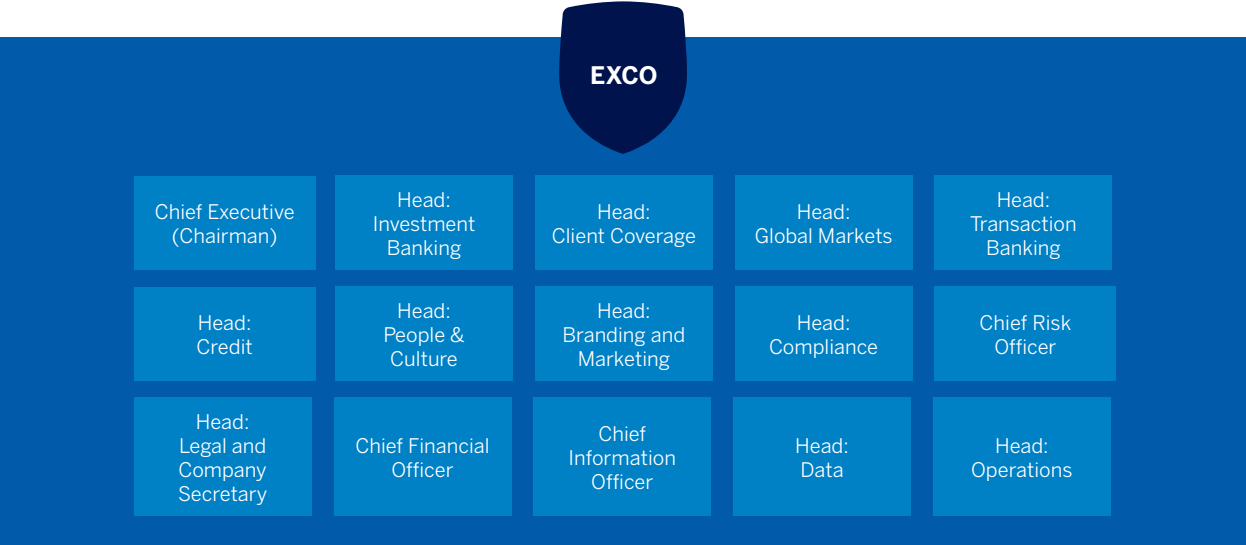 EXCO
Chief Executive
(Chairman)
Head:
Investment
Banking
Head:
Client Coverage
Head:
Global Markets
Head:
Transaction
Banking
Head:
Credit
Head:
People &
Culture
Head:
Branding and
Marketing
Head:
Compliance
Chief Risk
Officer
Head:
Legal and
Company
Secretary
Chief Financial
Officer
Chief
Information
Officer
Head:
Data
Head:
Operations